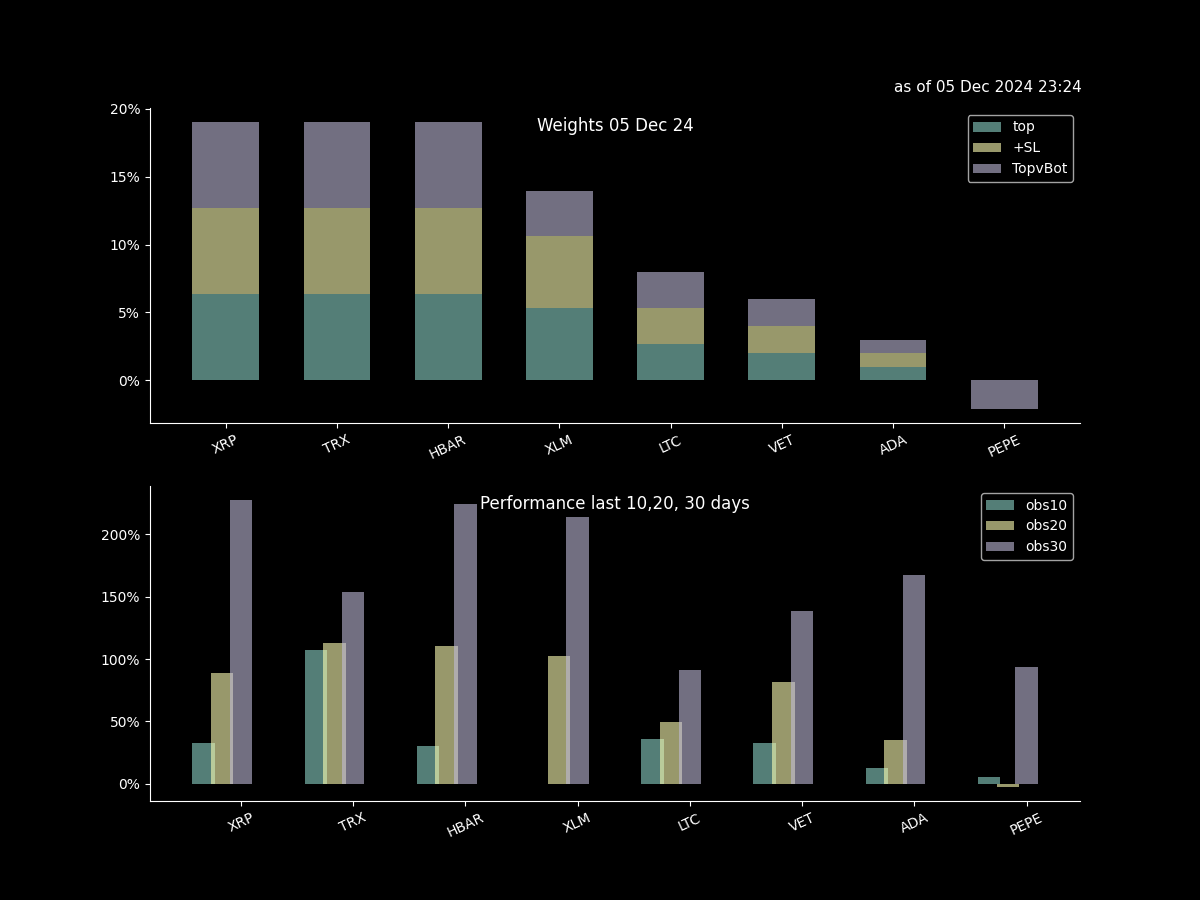 as of 05 Dec 2024 23:24
Weights 05 Dec 24
top
+SL
TopvBot
20%
15%
10%
5%
0%
XRP TRX HBAR XLM LTC VET ADA PEPE
Performance last 10,20, 30 days
obs10
obs20
obs30
200%
150%
100%
50%
0%
XRP TRX HBAR XLM LTC VET ADA PEPE